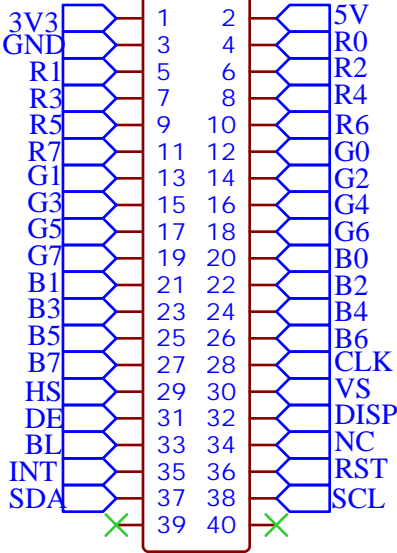 3V3 1 2 5V
GND 3 4 R0
R1 5 6 R2
R3 7 8 R4
R5 9 10 R6
R7 11 12 G0
G1 13 14 G2
G3 15 16 G4
G5 17 18 G6
G7 19 20 B0
B1 21 22 B2
B3 23 24 B4
B5 25 26 B6
B7 27 28 CLK
HS 29 30 VS
DE 31 32 DISP
BL 33 34 NC
INT 35 36 RST
SDA 37 38 SCL
39 40